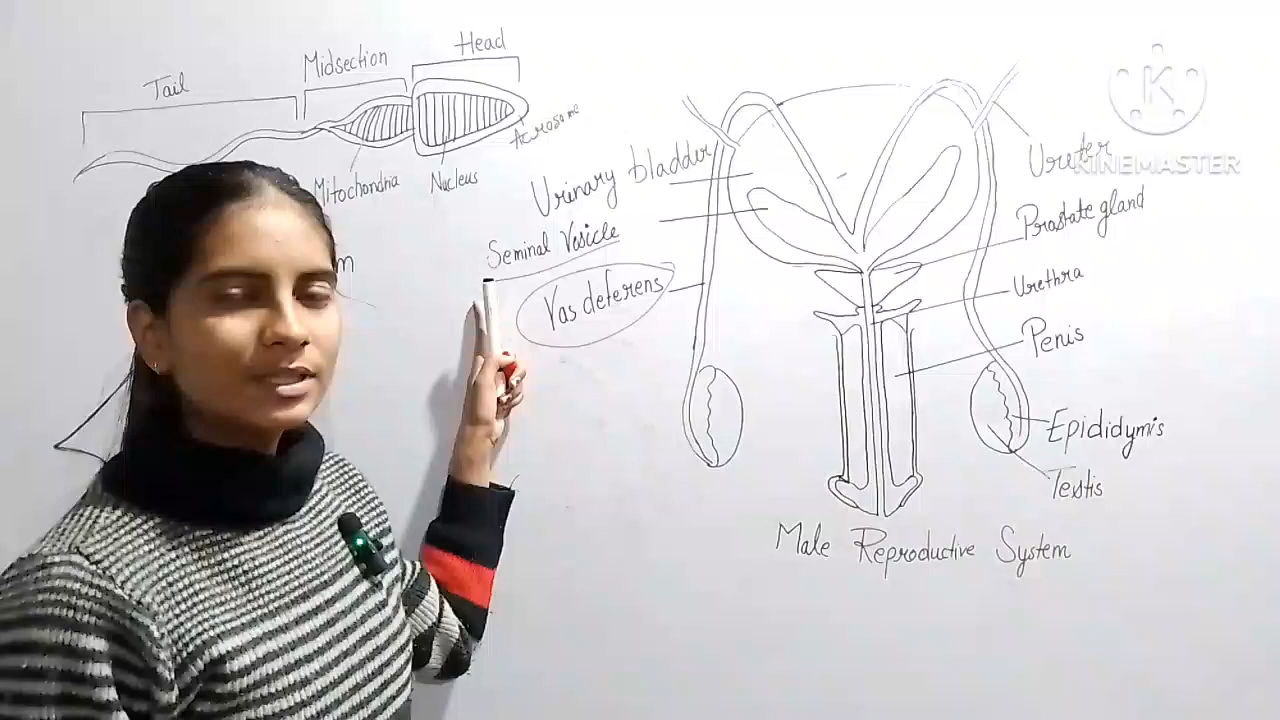 Tail
Midsection
Head
Acrosome
Mitochondria
Nucleus
Urinary bladder
Seminal Vesicle
Vas deferens
Ureter
Prostate gland
Urethra
Penis
Epididymis
Testis
Male Reproductive System
K
KINEMASTER